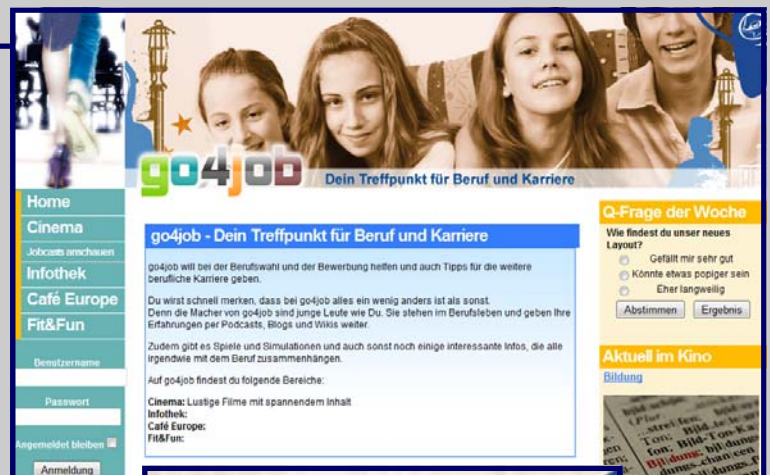 go4job
Dein Treffpunkt für Beruf und Karriere
Home
Cinema
Jobcasts anschauen
Infothek
Café Europe
Fit&Fun
Benutzername
Passwort
Angemeldet bleiben
Anmeldung
go4job - Dein Treffpunkt für Beruf und Karriere
go4job will bei der Berufswahl und der Bewerbung helfen und auch Tipps für die weitere
berufliche Karriere geben.
Du wirst schnell merken, dass bei go4job alles ein wenig anders ist als sonst.
Denn die Macher von go4job sind junge Leute wie Du. Sie stehen im Berufsleben und geben Ihre
Erfahrungen per Podcasts, Blogs und Wikis weiter.
Zudem gibt es Spiele und Simulationen und auch sonst noch einige interessante Infos, die alle
irgendwie mit dem Beruf zusammenhängen.
Auf go4job findest du folgende Bereiche:
Cinema: Lustige Filme mit spannendem Inhalt
Infothek:
Café Europe:
Fit&Fun:
Q-Frage der Woche
Wie findest du unser neues
Layout?
Gefällt mir sehr gut
Könnte etwas popiger sein
Eher langweilig
Abstimmen
Ergebnis
Aktuell im Kino
Bildung